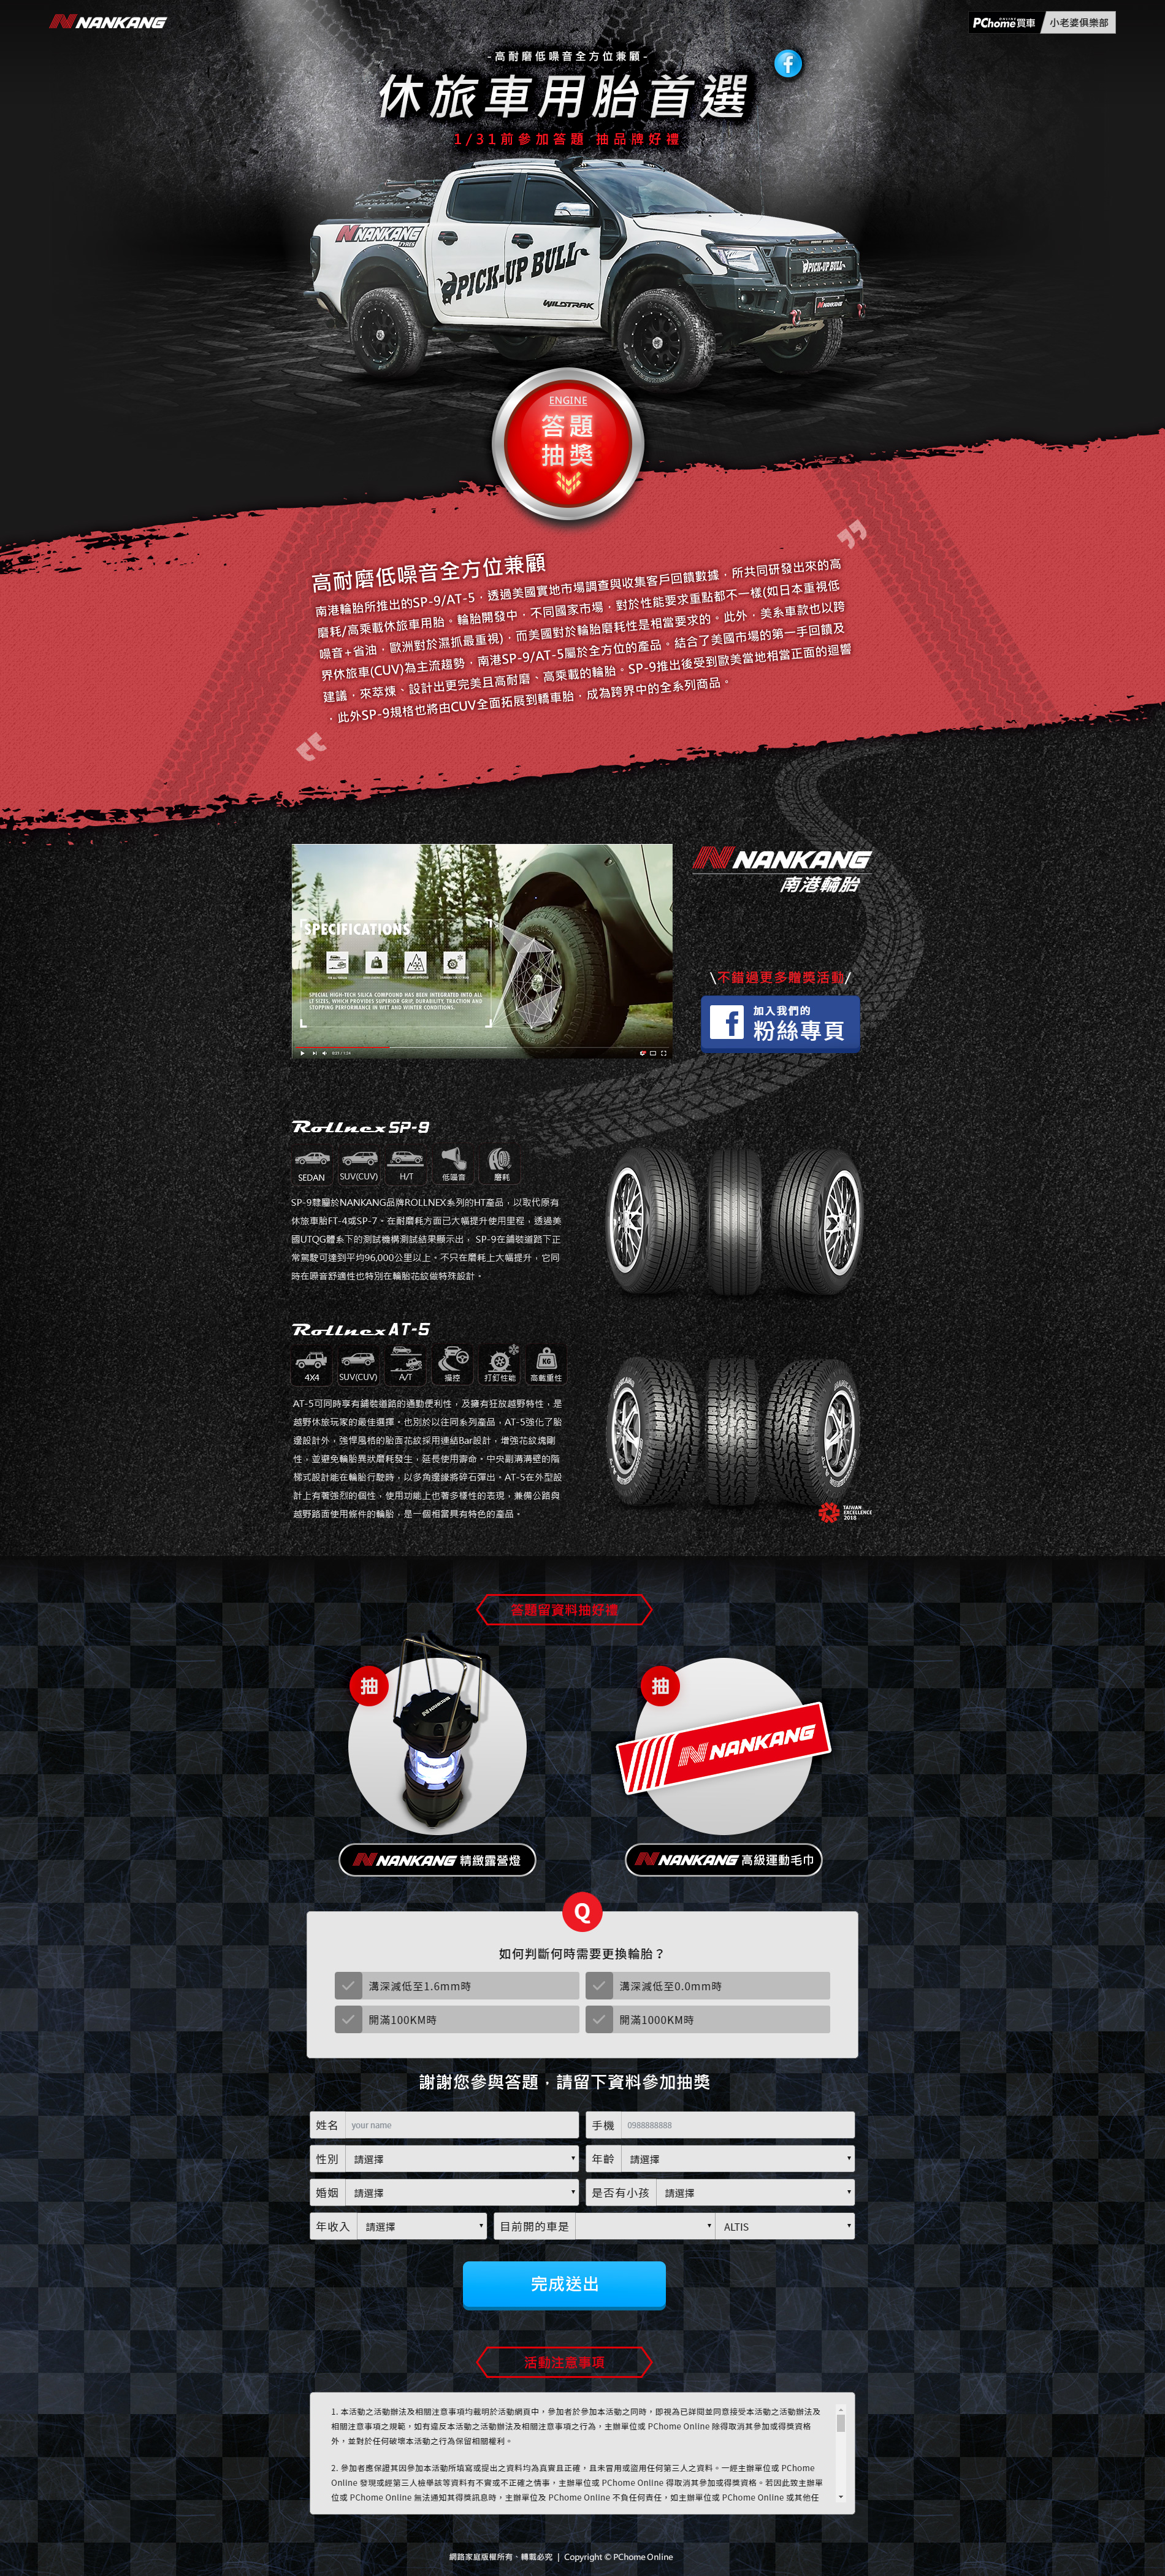 NANKANG
PChome買車 小老婆俱樂部
-高耐磨低噪音全方位兼顧-
休旅車用胎首選
1/31前參加答題 抽品牌好禮
NANKANG
TYRES
PICK-UP BULL
WILSTRAK
PICK-UP BULL
NANKANG
ENGINE
答題
抽獎
高耐磨低噪音全方位兼顧
南港輪胎所推出的SP-9/AT-5，透過美國實地市場調查與收集客戶回饋數據，所共同研發出來的高
磨耗/高乘載休旅車用胎。輪胎開發中，不同國家市場，對於性能要求重點都不一樣(如日本重視低
噪音+省油，歐洲對於濕抓最重視)，而美國對於輪胎磨耗性是相當要求的。此外，美系車款也以跨
界休旅車(CUV)為主流趨勢，南港SP-9/AT-5屬於全方位的產品。結合了美國市場的第一手回饋及
建議，來萃煉、設計出更完美且高耐磨、高乘載的輪胎。SP-9推出後受到歐美當地相當正面的迴響
，此外SP-9規格也將由CUV全面拓展到轎車胎，成為跨界中的全系列商品。
SPECIFICATIONS
SPECIAL HIGH-TECH SILICA COMPOUND HAS BEEN INTEGRATED INTO ALL
LT SIZES, WHICH PROVIDES SUPERIOR GRIP, DURABILITY, TRACTION AND
STOPPING PERFORMANCE IN WET AND WINTER CONDITIONS.
NANKANG
南港輪胎
\不錯過更多贈獎活動/
加入我們的
粉絲專頁
Rollnex SP-9
SEDAN SUV(CUV) H/T 低噪音 磨耗
SP-9隸屬於NANKANG品牌ROLLNEX系列的HT產品，以取代原有
休旅車胎FT-4或SP-7。在耐磨耗方面已大幅提升使用里程，透過美
國UTQG體系下的測試機構測試結果顯示出， SP-9在鋪裝道路下正
常駕駛可達到平均96,000公里以上。不只在磨耗上大幅提升，它同
時在噪音舒適性也特別在輪胎花紋做特殊設計。
Rollnex AT-5
4X4 SUV(CUV) A/T 操控 打釘性能 高載重性
KG
AT-5可同時享有鋪裝道路的通勤便利性，及擁有狂放越野特性，是
越野休旅玩家的最佳選擇。也別於以往同系列產品，AT-5強化了胎
邊設計外，強悍風格的胎面花紋採用連結Bar設計，增強花紋塊剛
性，並避免輪胎異狀磨耗發生，延長使用壽命。中央副溝溝壁的階
梯式設計能在輪胎行駛時，以多角邊緣將碎石彈出。AT-5在外型設
計上有著強烈的個性，使用功能上也著多樣性的表現，兼備公路與
越野路面使用條件的輪胎，是一個相當具有特色的產品。
TAIWAN
EXCELLENCE
2018
答題留資料抽好禮
抽
抽
NANKANG
NANKANG
NANKANG 精緻露營燈
NANKANG 高級運動毛巾
Q
如何判斷何時需要更換輪胎？
溝深減低至1.6mm時 溝深減低至0.0mm時
開滿100KM時 開滿1000KM時
謝謝您參與答題，請留下資料參加抽獎
姓名 your name 手機 0988888888
性別 請選擇 年齡 請選擇
婚姻 請選擇 是否有小孩 請選擇
年收入 請選擇 目前開的車是 ALTIS
完成送出
活動注意事項
1. 本活動之活動辦法及相關注意事項均載明於活動網頁中，參加者於參加本活動之同時，即視為已詳閱並同意接受本活動之活動辦法及
相關注意事項之規範，如有違反本活動之活動辦法及相關注意事項之行為，主辦單位或 PChome Online 除得取消其參加或得獎資格
外，並對於任何破壞本活動之行為保留相關權利。
2. 參加者應保證其因參加本活動所填寫或提出之資料均為真實且正確，且未冒用或盜用任何第三人之資料。一經主辦單位或 PChome
Online 發現或經第三人檢舉該等資料有不實或不正確之情事，主辦單位或 PChome Online 得取消其參加或得獎資格。若因此致主辦單
位或 PChome Online 無法通知其得獎訊息時，主辦單位及 PChome Online 不負任何責任，如主辦單位或 PChome Online 或其他任
網路家庭版權所有、轉載必究 | Copyright © PChome Online